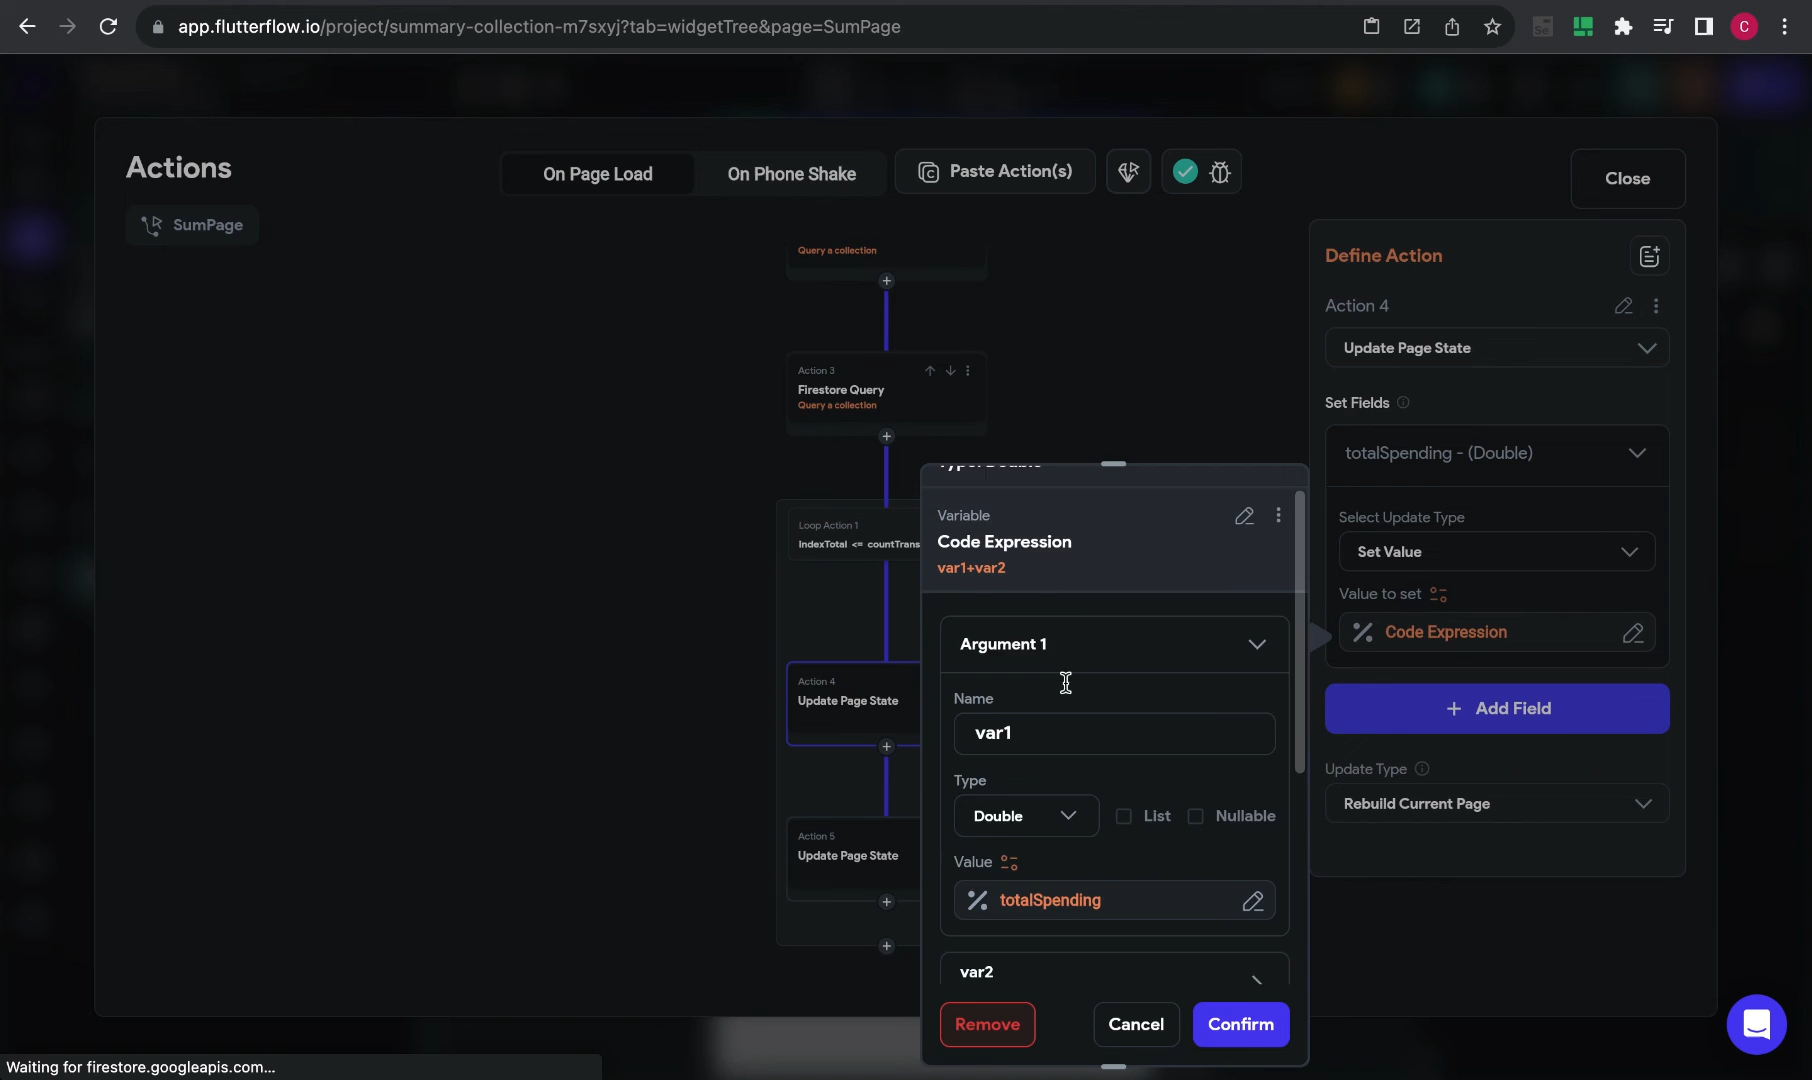 app.flutterflow.io/project/summary-collection-m7sxyj?tab=widgetTree&page=SumPage
C
Actions
On Page Load
On Phone Shake
Paste Action(s)
Close
SumPage
Query a collection
Define Action
Action 4
Update Page State
Action 3
Firestore Query
Query a collection
Set Fields
totalSpending - (Double)
Variable
Code Expression
var1+var2
Loop Action 1
IndexTotal <= countTrans
Select Update Type
Set Value
Value to set
Code Expression
Argument 1
Name
var1
Action 4
Update Page State
+ Add Field
Type
Double
List
Nullable
Update Type
Rebuild Current Page
Action 5
Update Page State
Value
totalSpending
var2
Remove
Cancel
Confirm
Waiting for firestore.googleapis.com...